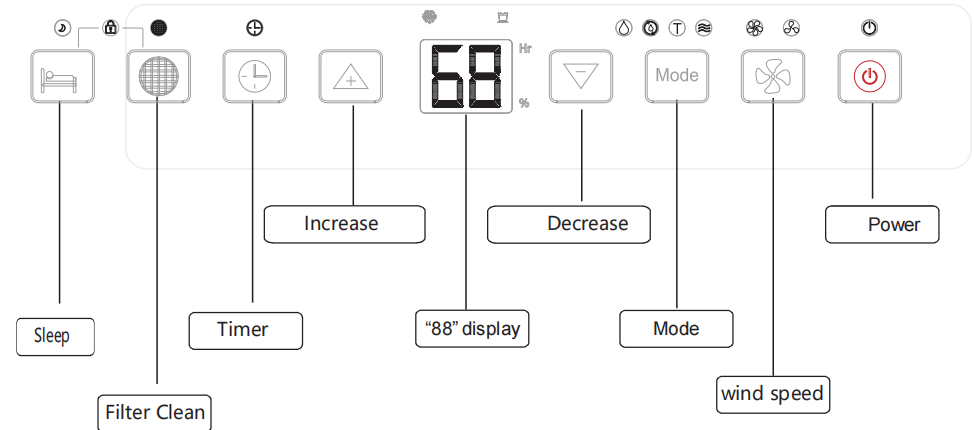 T
Hr
68
%
Mode
Increase
Decrease
Power
Sleep
Timer
“88” display
Mode
wind speed
Filter Clean